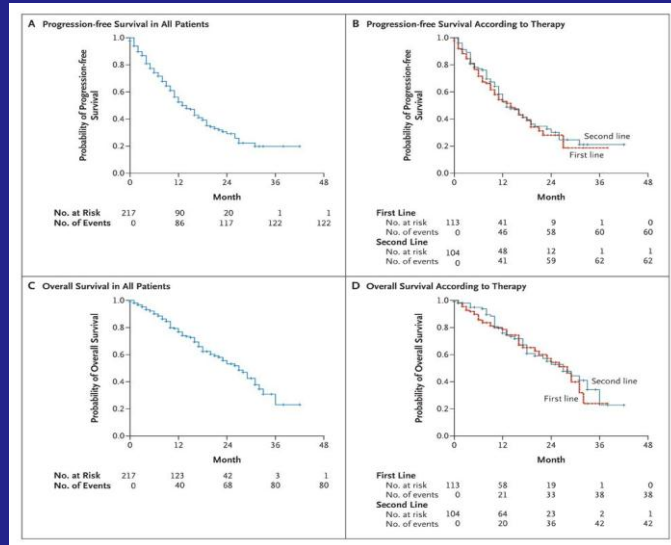 A Progression-free Survival in All Patients
Probability of Progression-free Survival
1.0
0.8
0.6
0.4
0.2
0.0
0 12 24 36 48
Month
No. at Risk 217 90 20 1 1
No. of Events 0 86 117 122 122
B Progression-free Survival According to Therapy
Probability of Progression-free Survival
1.0
0.8
0.6
0.4
0.2
0.0
Second line
First line
0 12 24 36 48
Month
First Line
No. at risk 113 41 9 1 0
No. of events 0 46 58 60 60
Second Line
No. at risk 104 48 12 1 1
No. of events 0 41 59 62 62
C Overall Survival in All Patients
Probability of Overall Survival
1.0
0.8
0.6
0.4
0.2
0.0
0 12 24 36 48
Month
No. at Risk 217 123 42 3 1
No. of Events 0 40 68 80 80
D Overall Survival According to Therapy
Probability of Overall Survival
1.0
0.8
0.6
0.4
0.2
0.0
Second line
First line
0 12 24 36 48
Month
First Line
No. at risk 113 58 19 1 0
No. of events 0 21 33 38 38
Second Line
No. at risk 104 64 23 2 1
No. of events 0 20 36 42 42